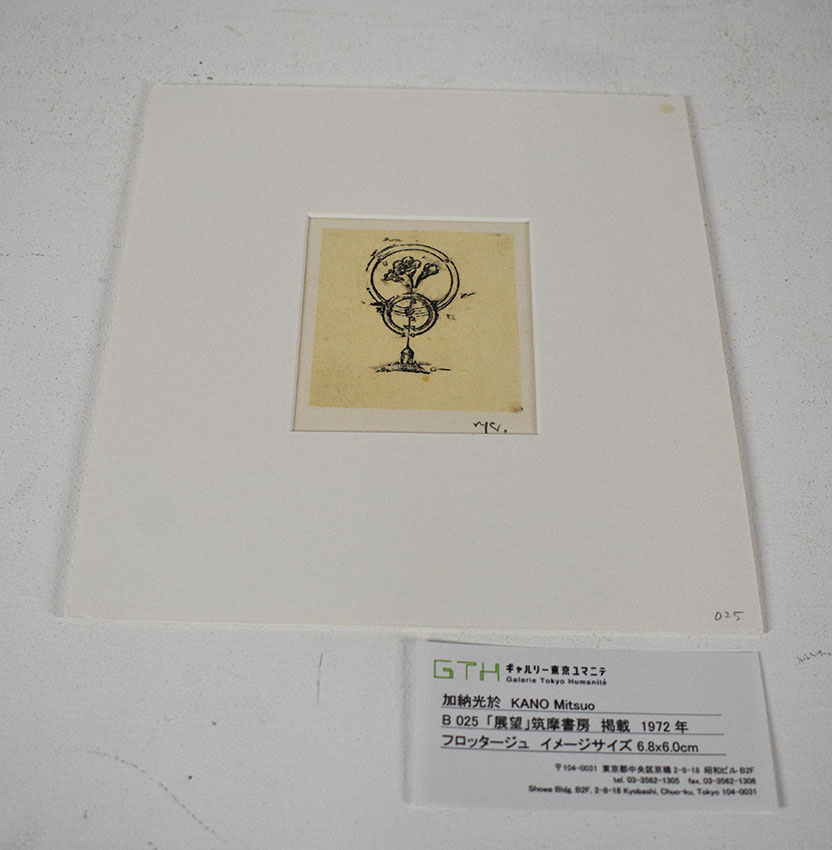 025
GTH ギャルリー東京ユマニテ
Galerie Tokyo Humanité
加納光於 KANO Mitsuo
B 025 「展望」筑摩書房 掲載 1972 年
フロッタージュ イメージサイズ 6.8x6.0cm
〒104-0031 東京都中央区京橋 2-8-18 昭和ビル B2F
tel. 03-3562-1305 fax. 03-3562-1306
Showa Bldg. B2F, 2-8-18 Kyobashi, Chuo-ku, Tokyo 104-0031